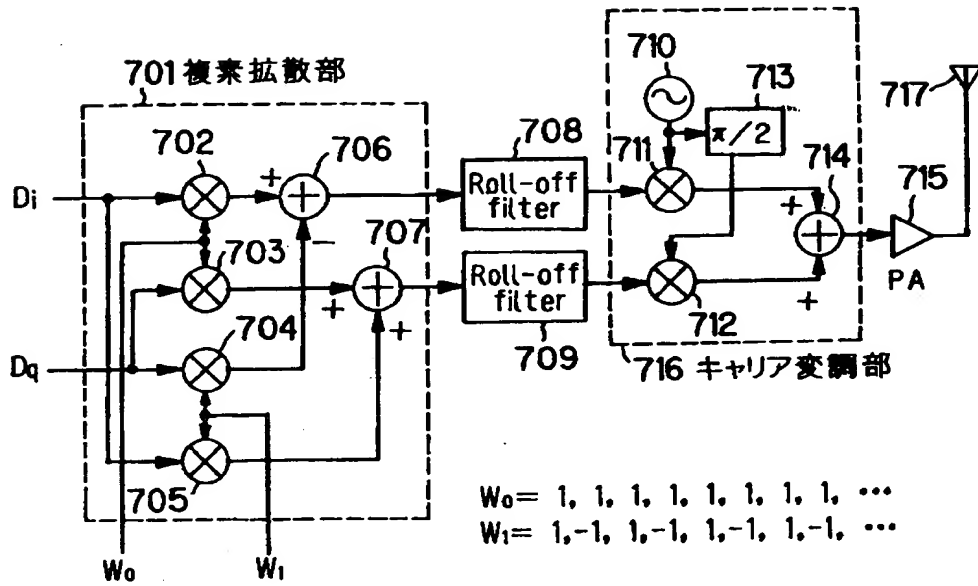 701 複素拡散部
702
706
Di
703
707
704
Dq
705
W0
W1
708
Roll-off
filter
Roll-off
filter
709
710
713
π/2
711
714
712
716 キャリア変調部
715
PA
717
+
−
+
+
+
+
W0= 1, 1, 1, 1, 1, 1, 1, 1, ···
W1= 1,-1, 1,-1, 1,-1, 1,-1, ···